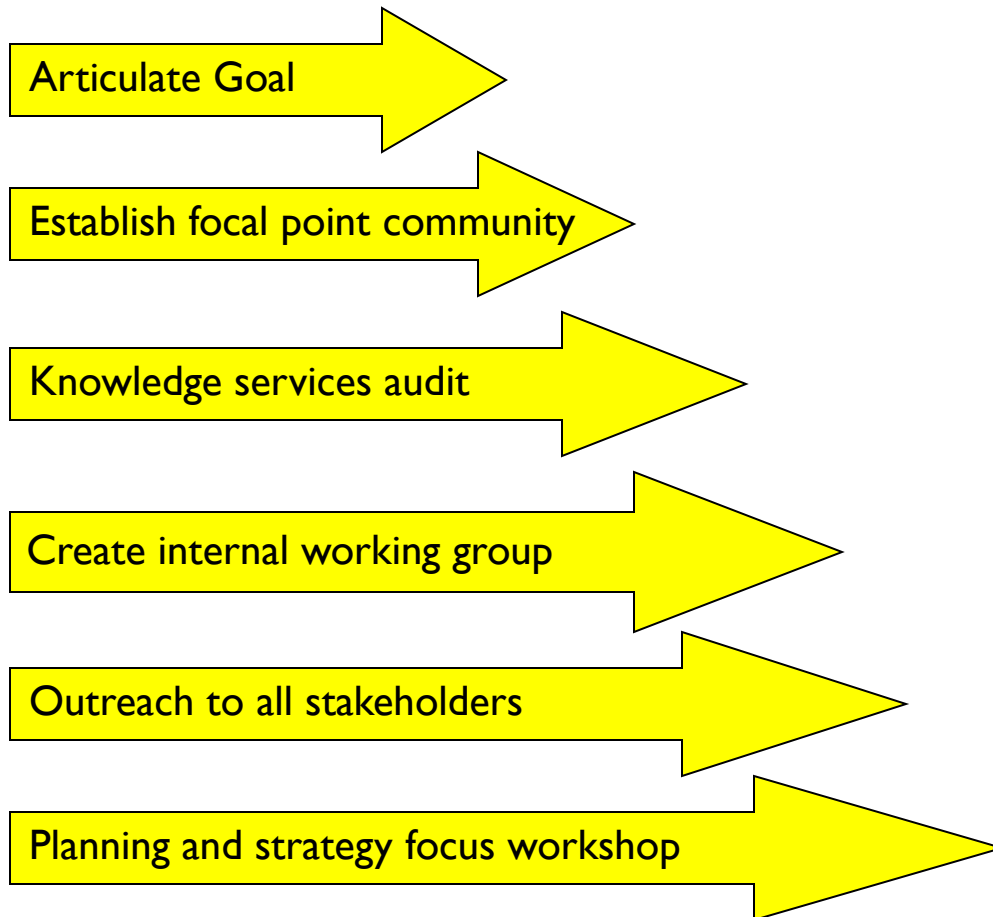 Articulate Goal
Establish focal point community
Knowledge services audit
Create internal working group
Outreach to all stakeholders
Planning and strategy focus workshop